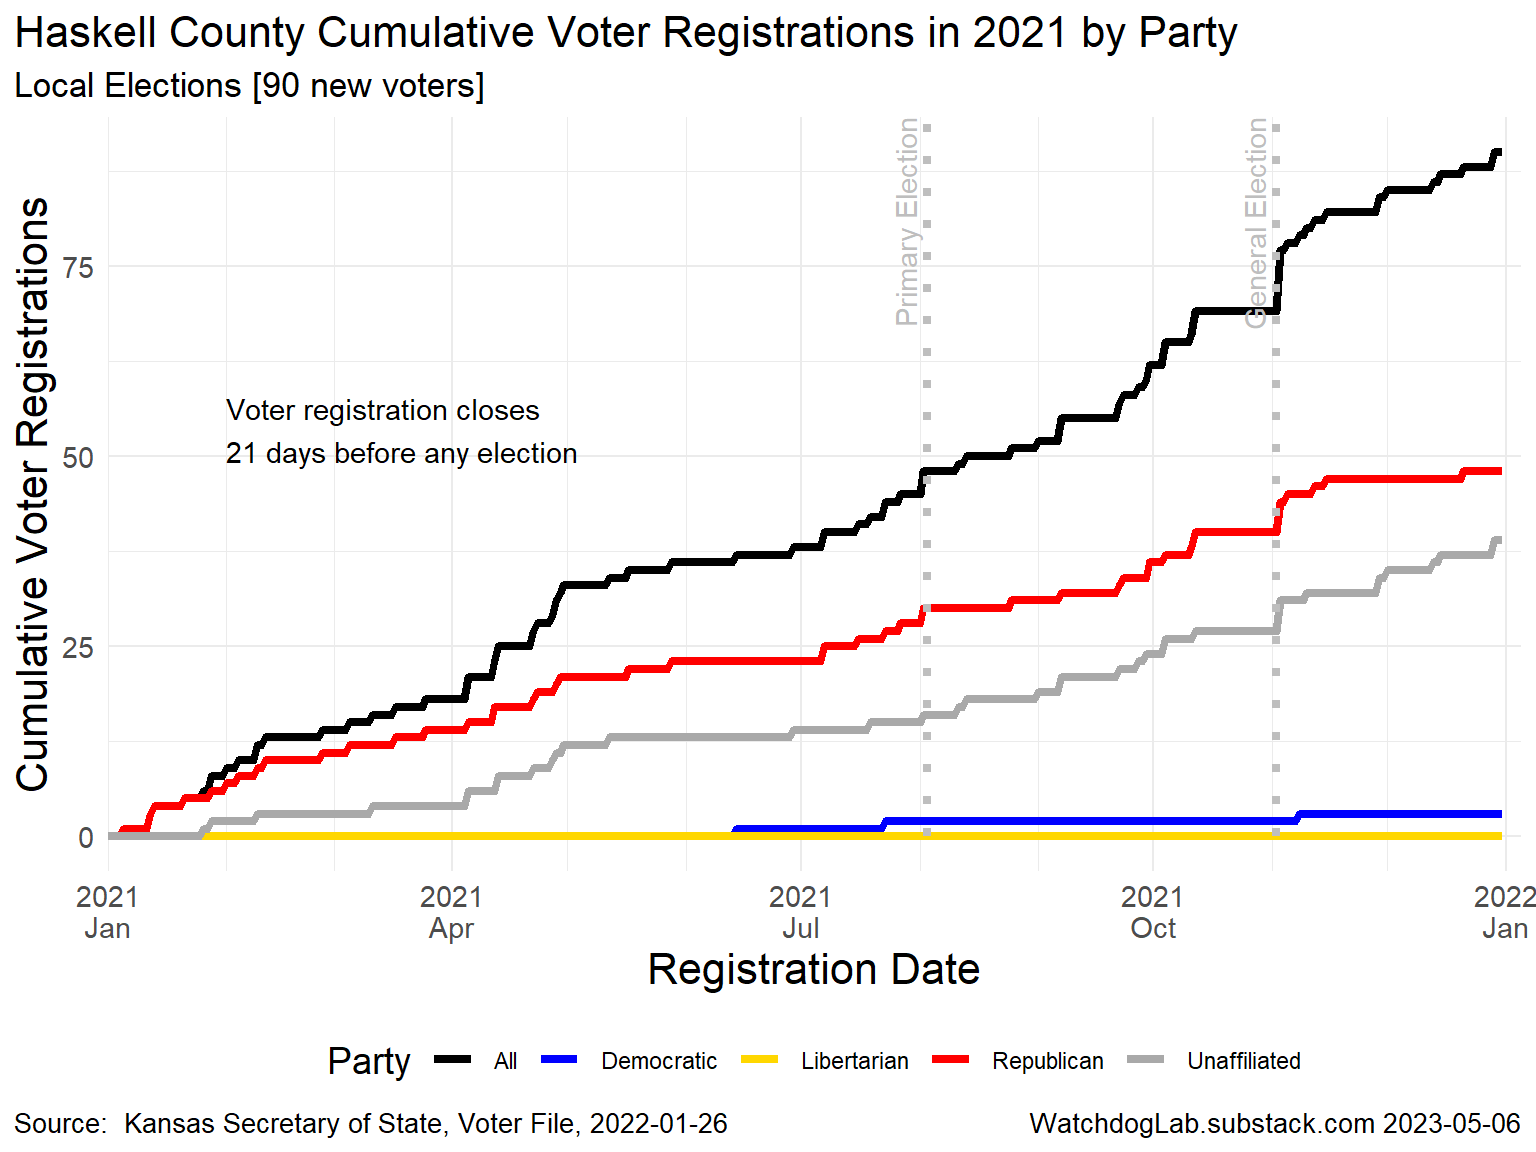 Haskell County Cumulative Voter Registrations in 2021 by Party
Local Elections [90 new voters]
Primary Election
General Election
Cumulative Voter Registrations
75
50
25
0
Voter registration closes
21 days before any election
2021 2021 2021 2021 2022
Jan Apr Jul Oct Jan
Registration Date
Party All Democratic Libertarian Republican Unaffiliated
Source:  Kansas Secretary of State, Voter File, 2022-01-26
WatchdogLab.substack.com 2023-05-06